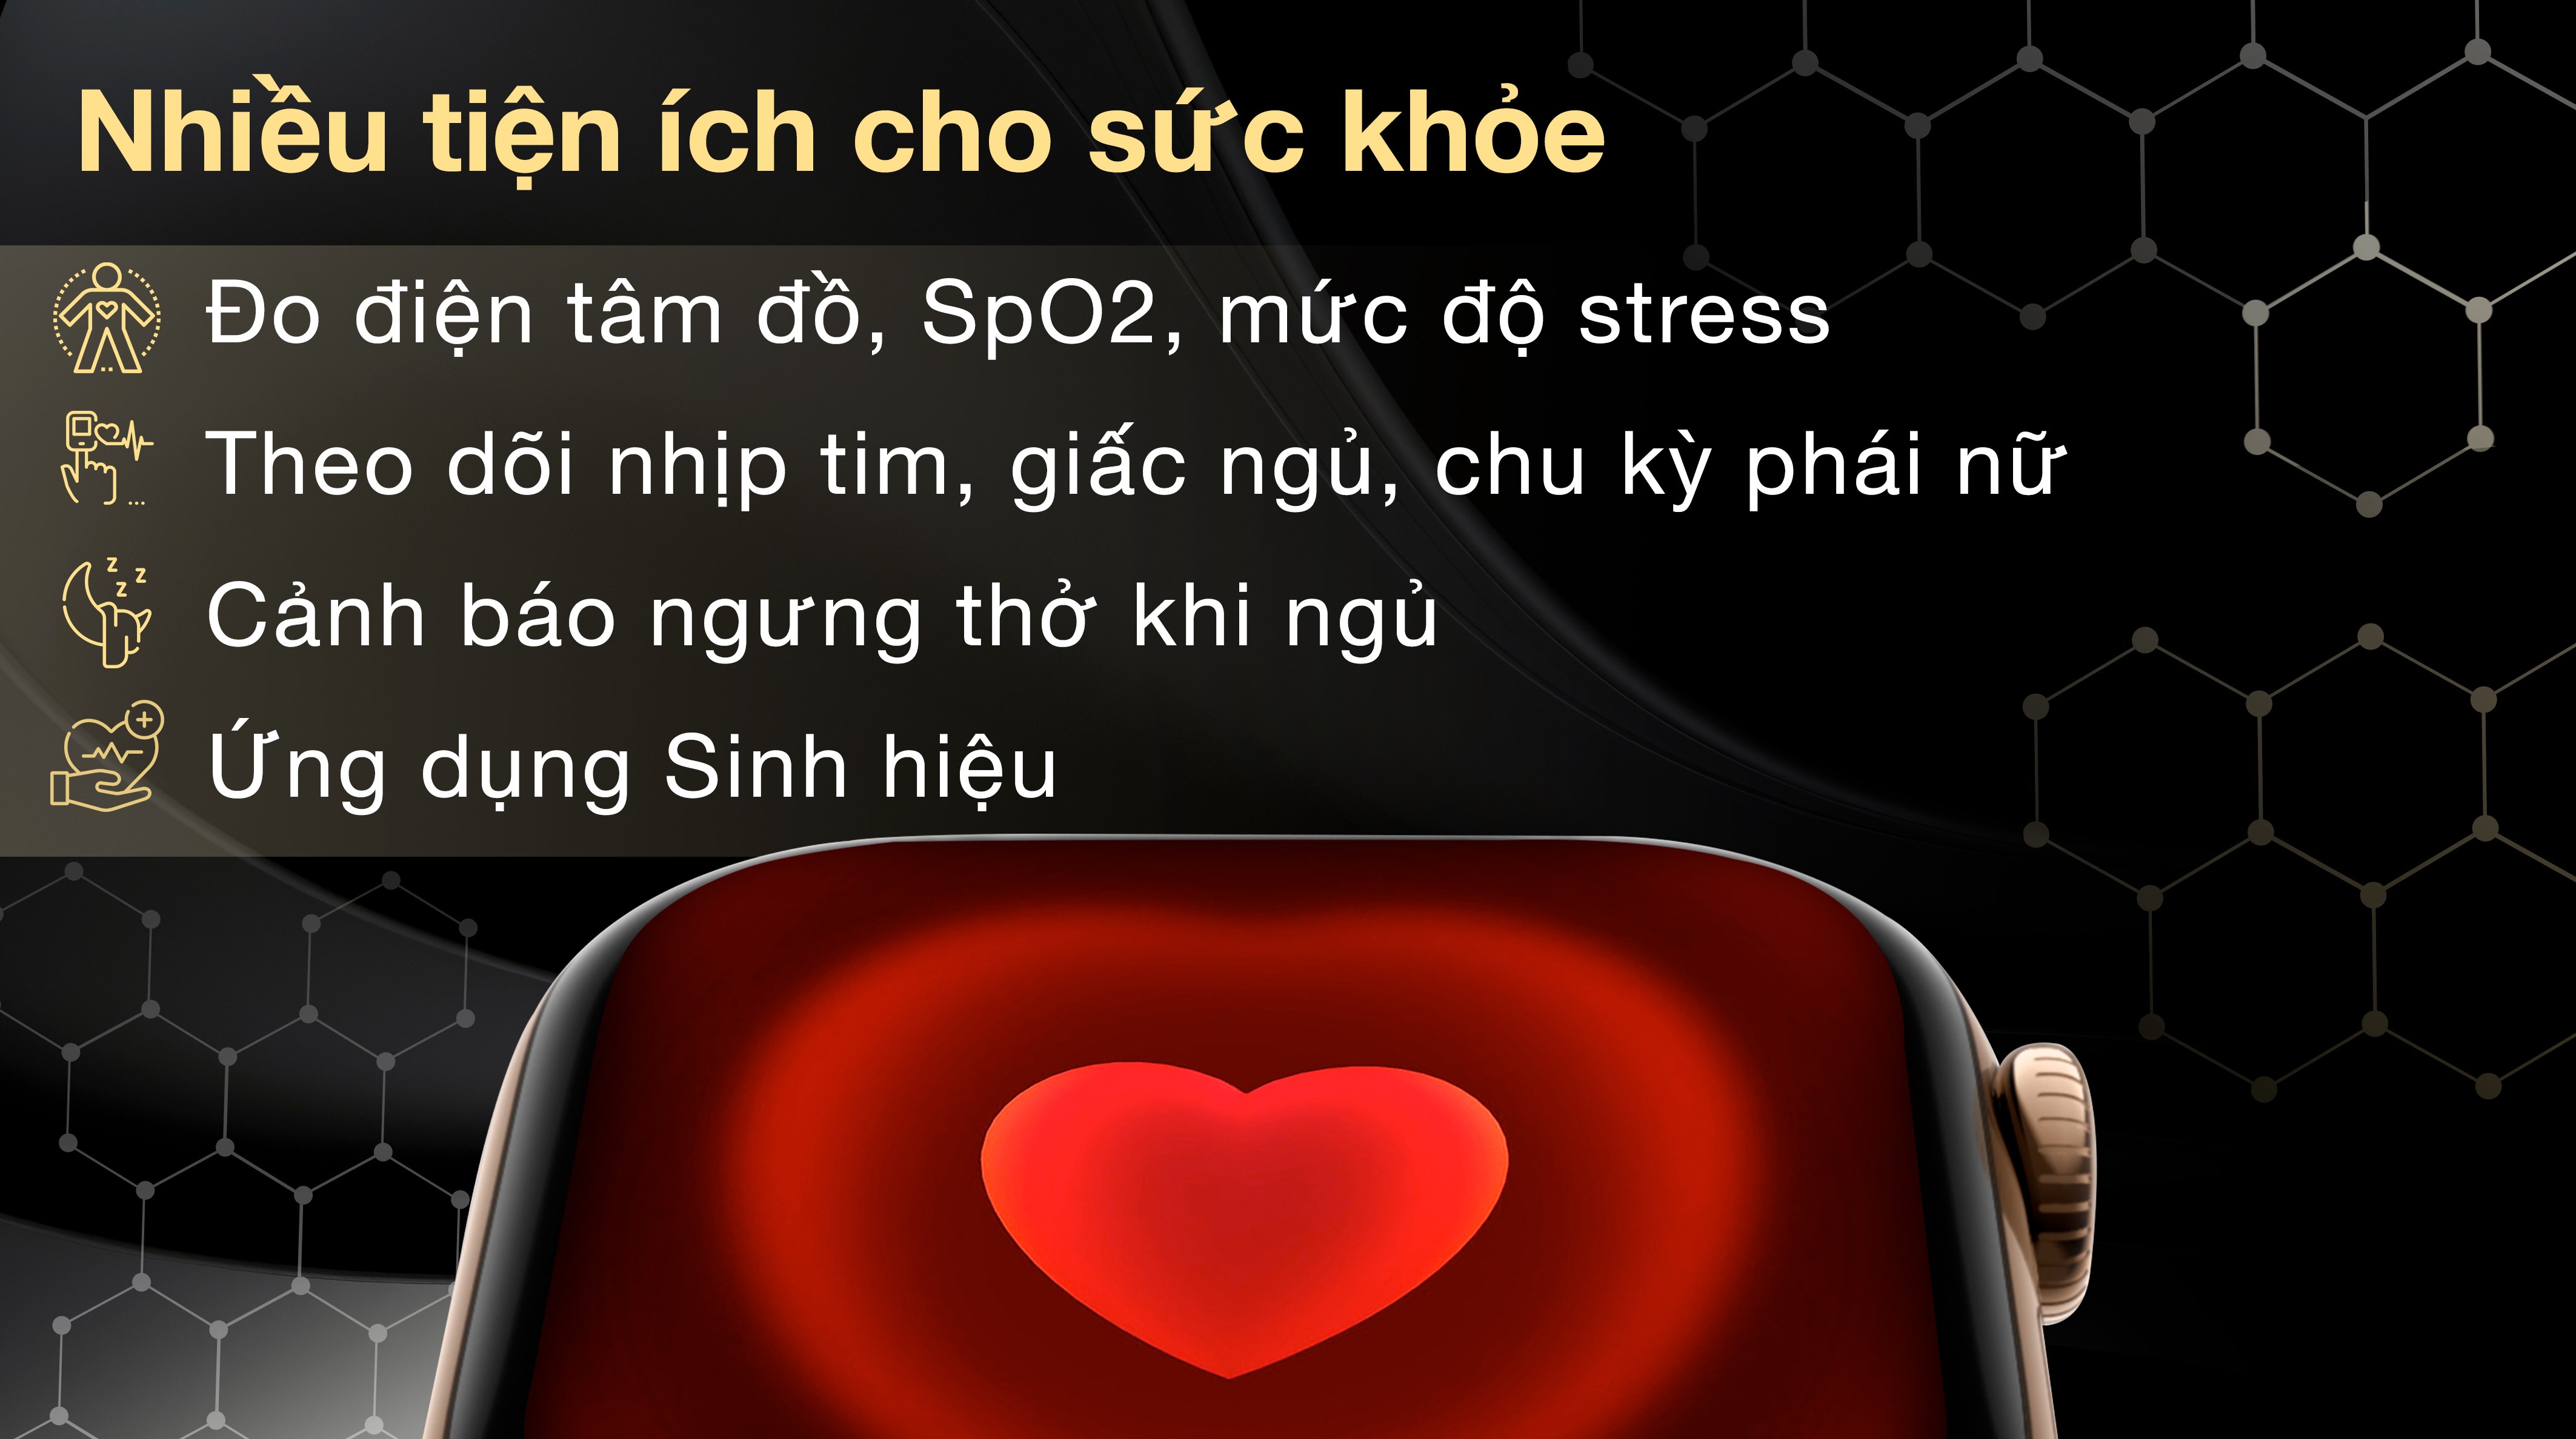 Nhiều tiện ích cho sức khỏe
Đo điện tâm đồ, SpO2, mức độ stress
Theo dõi nhịp tim, giấc ngủ, chu kỳ phái nữ
Cảnh báo ngưng thở khi ngủ
Ứng dụng Sinh hiệu